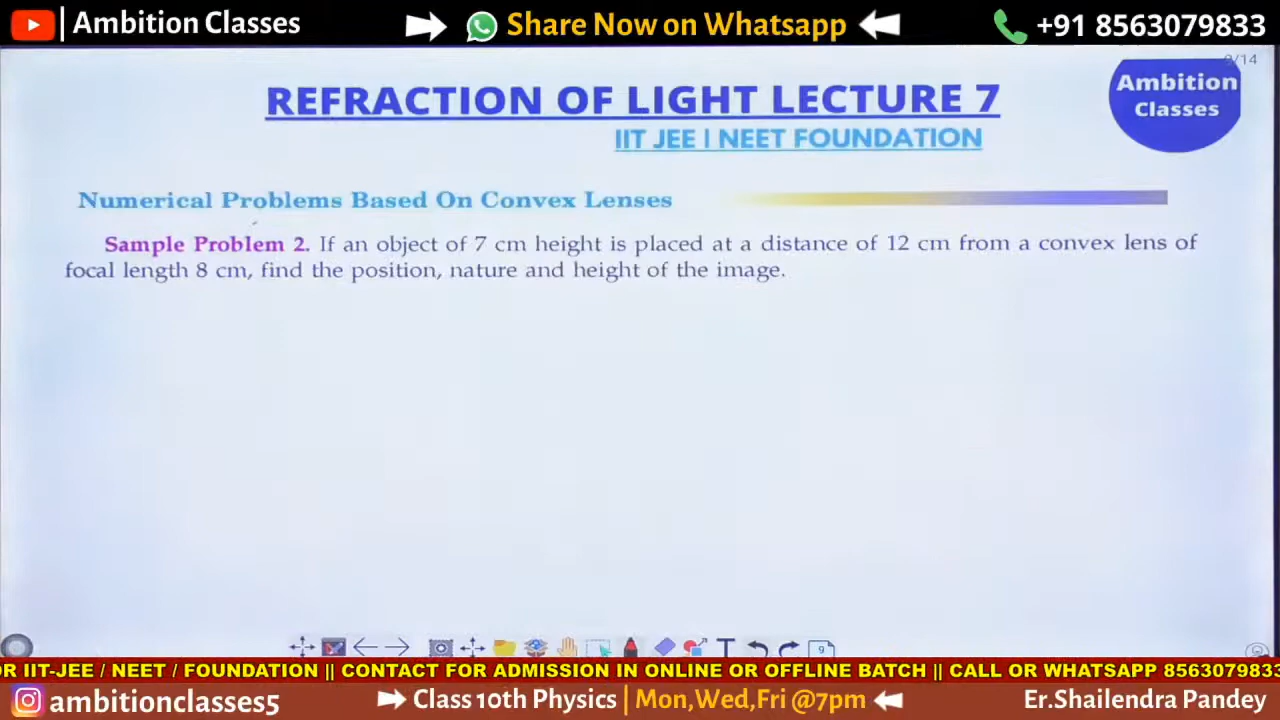 | Ambition Classes
Share Now on Whatsapp
+91 8563079833
9/14
Ambition
Classes
REFRACTION OF LIGHT LECTURE 7
IIT JEE | NEET FOUNDATION
Numerical Problems Based On Convex Lenses
Sample Problem 2. If an object of 7 cm height is placed at a distance of 12 cm from a convex lens of
focal length 8 cm, find the position, nature and height of the image.
T
9
OR IIT-JEE / NEET / FOUNDATION || CONTACT FOR ADMISSION IN ONLINE OR OFFLINE BATCH || CALL OR WHATSAPP 8563079833
ambitionclasses5
Class 10th Physics | Mon,Wed,Fri @7pm
Er.Shailendra Pandey